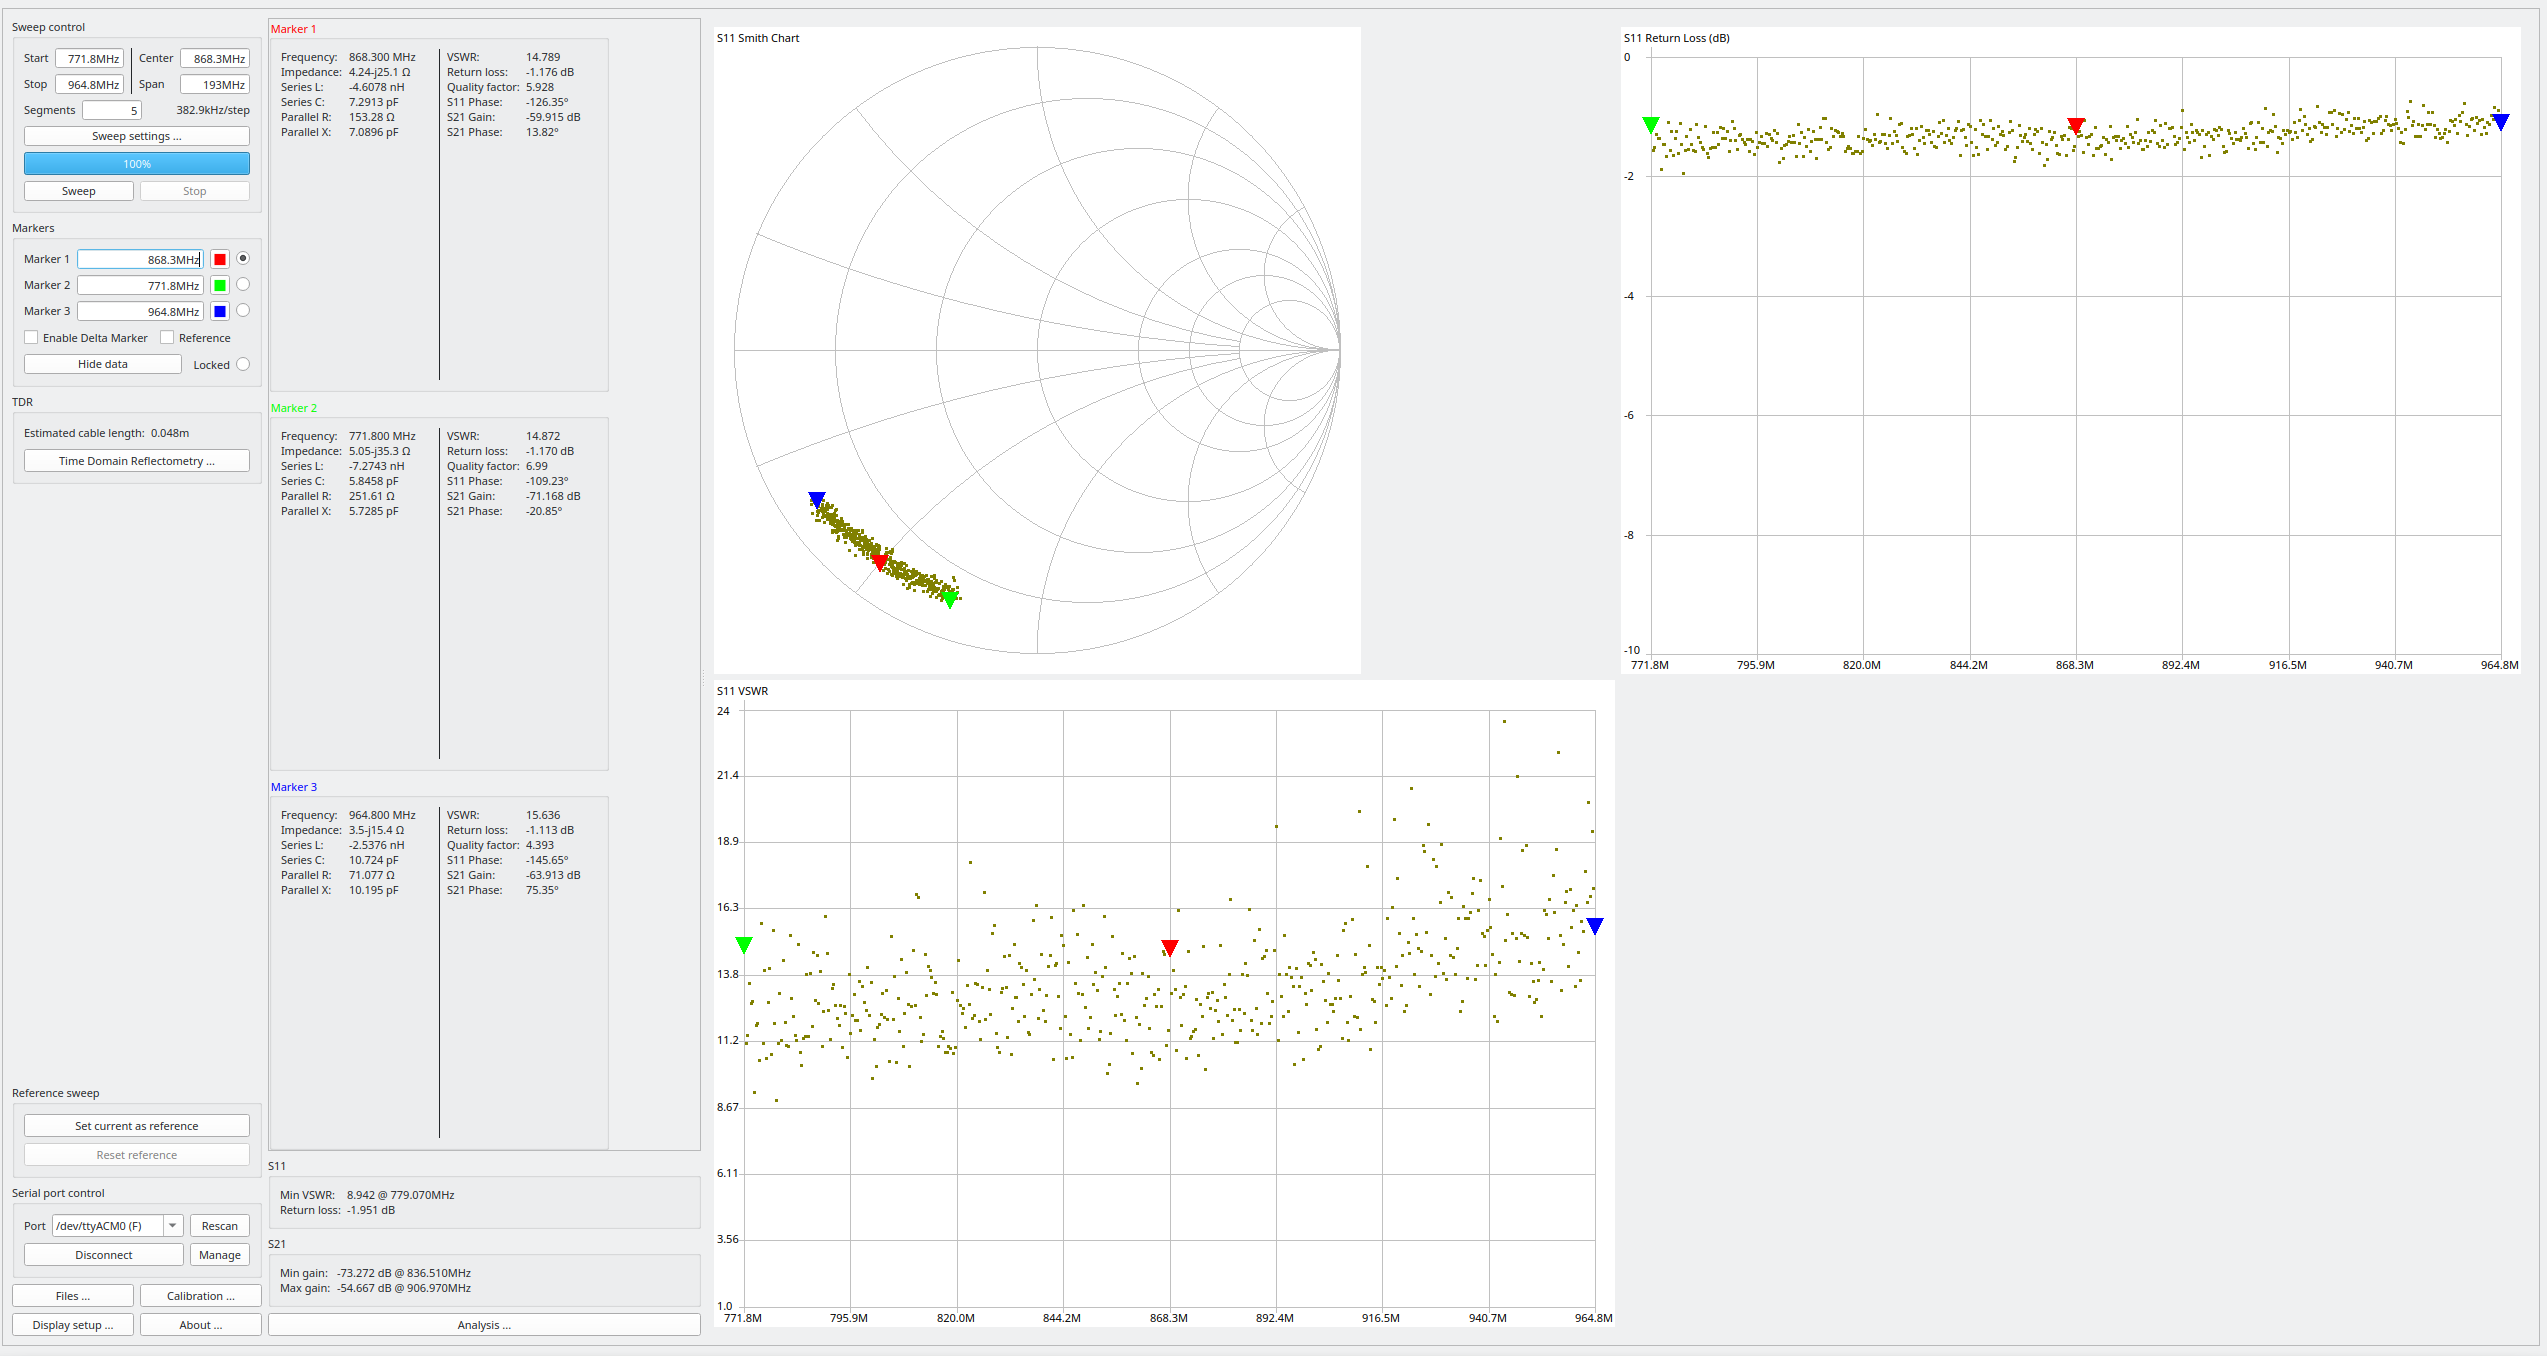 Sweep control
Start 771.8MHz Center 868.3MHz
Stop 964.8MHz Span 193MHz
Segments 5 382.9kHz/step
Sweep settings ...
100%
Sweep Stop
Markers
Marker 1 868.3MHz
Marker 2 771.8MHz
Marker 3 964.8MHz
Enable Delta Marker Reference
Hide data Locked
TDR
Estimated cable length: 0.048m
Time Domain Reflectometry ...
Reference sweep
Set current as reference
Reset reference
Serial port control
Port /dev/ttyACM0 (F) Rescan
Disconnect Manage
Files ... Calibration ...
Display setup ... About ...
Marker 1
Frequency: 868.300 MHz VSWR: 14.789
Impedance: 4.24-j25.1 Ω Return loss: -1.176 dB
Series L: -4.6078 nH Quality factor: 5.928
Series C: 7.2913 pF S11 Phase: -126.35°
Parallel R: 153.28 Ω S21 Gain: -59.915 dB
Parallel X: 7.0896 pF S21 Phase: 13.82°
Marker 2
Frequency: 771.800 MHz VSWR: 14.872
Impedance: 5.05-j35.3 Ω Return loss: -1.170 dB
Series L: -7.2743 nH Quality factor: 6.99
Series C: 5.8458 pF S11 Phase: -109.23°
Parallel R: 251.61 Ω S21 Gain: -71.168 dB
Parallel X: 5.7285 pF S21 Phase: -20.85°
Marker 3
Frequency: 964.800 MHz VSWR: 15.636
Impedance: 3.5-j15.4 Ω Return loss: -1.113 dB
Series L: -2.5376 nH Quality factor: 4.393
Series C: 10.724 pF S11 Phase: -145.65°
Parallel R: 71.077 Ω S21 Gain: -63.913 dB
Parallel X: 10.195 pF S21 Phase: 75.35°
S11
Min VSWR: 8.942 @ 779.070MHz
Return loss: -1.951 dB
S21
Min gain: -73.272 dB @ 836.510MHz
Max gain: -54.667 dB @ 906.970MHz
Analysis ...
S11 Smith Chart
S11 Return Loss (dB)
0
-2
-4
-6
-8
-10
771.8M 795.9M 820.0M 844.2M 868.3M 892.4M 916.5M 940.7M 964.8M
S11 VSWR
24
21.4
18.9
16.3
13.8
11.2
8.67
6.11
3.56
1.0
771.8M 795.9M 820.0M 844.2M 868.3M 892.4M 916.5M 940.7M 964.8M